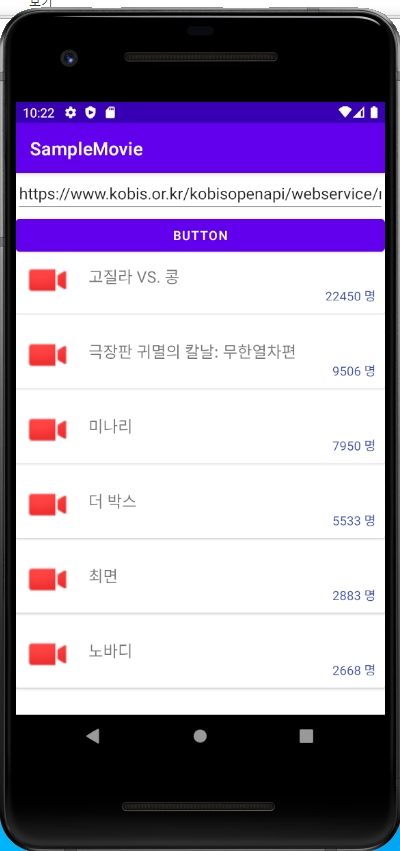 보기
10:22
SampleMovie
https://www.kobis.or.kr/kobisopenapi/webservice/
BUTTON
고질라 VS. 콩
22450 명
극장판 귀멸의 칼날: 무한열차편
9506 명
미나리
7950 명
더 박스
5533 명
최면
2883 명
노바디
2668 명